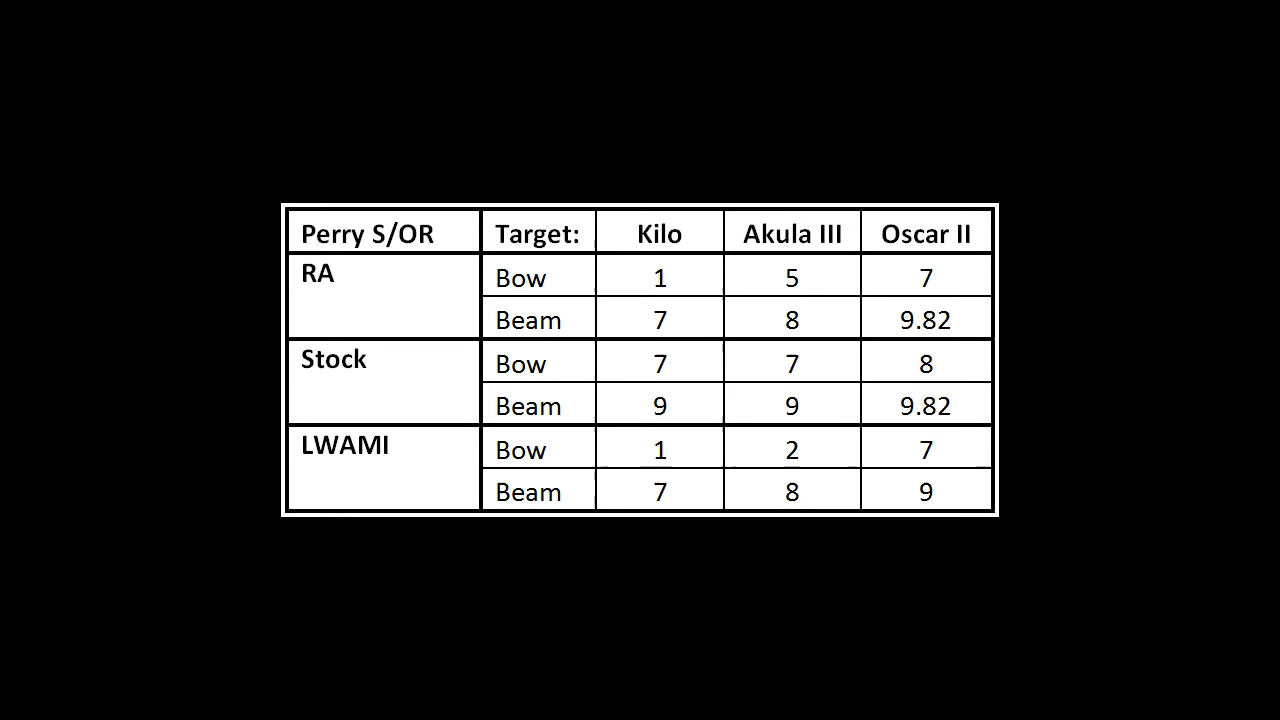 Perry S/OR Target: Kilo Akula III Oscar II
RA Bow 1 5 7
Beam 7 8 9.82
Stock Bow 7 7 8
Beam 9 9 9.82
LWAMI Bow 1 2 7
Beam 7 8 9